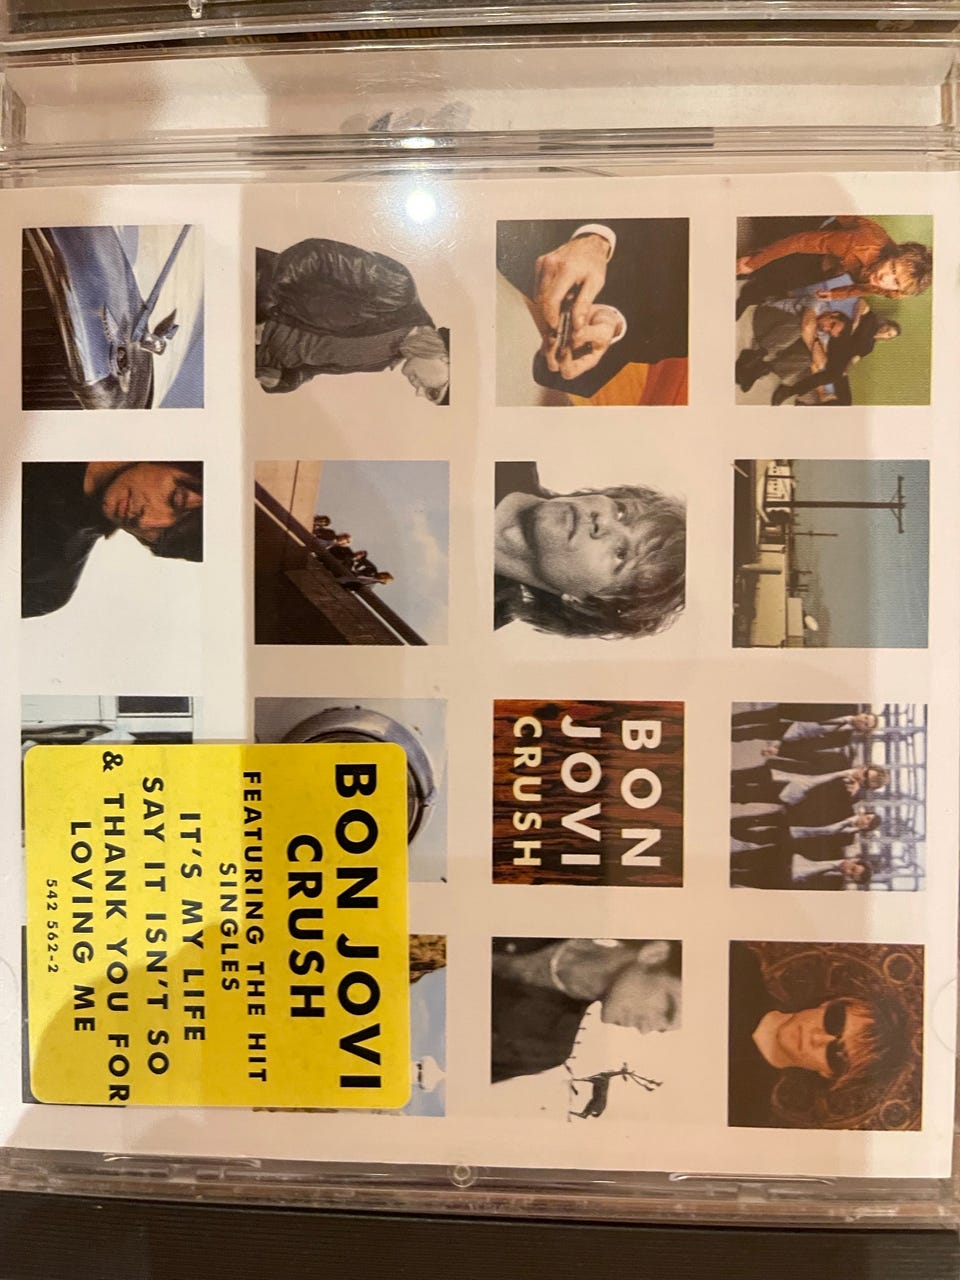 BON
JOVI
CRUSH
BON JOVI
CRUSH
FEATURING THE HIT
SINGLES
IT'S MY LIFE
SAY IT ISN'T SO
& THANK YOU FOR
LOVING ME
542 562-2